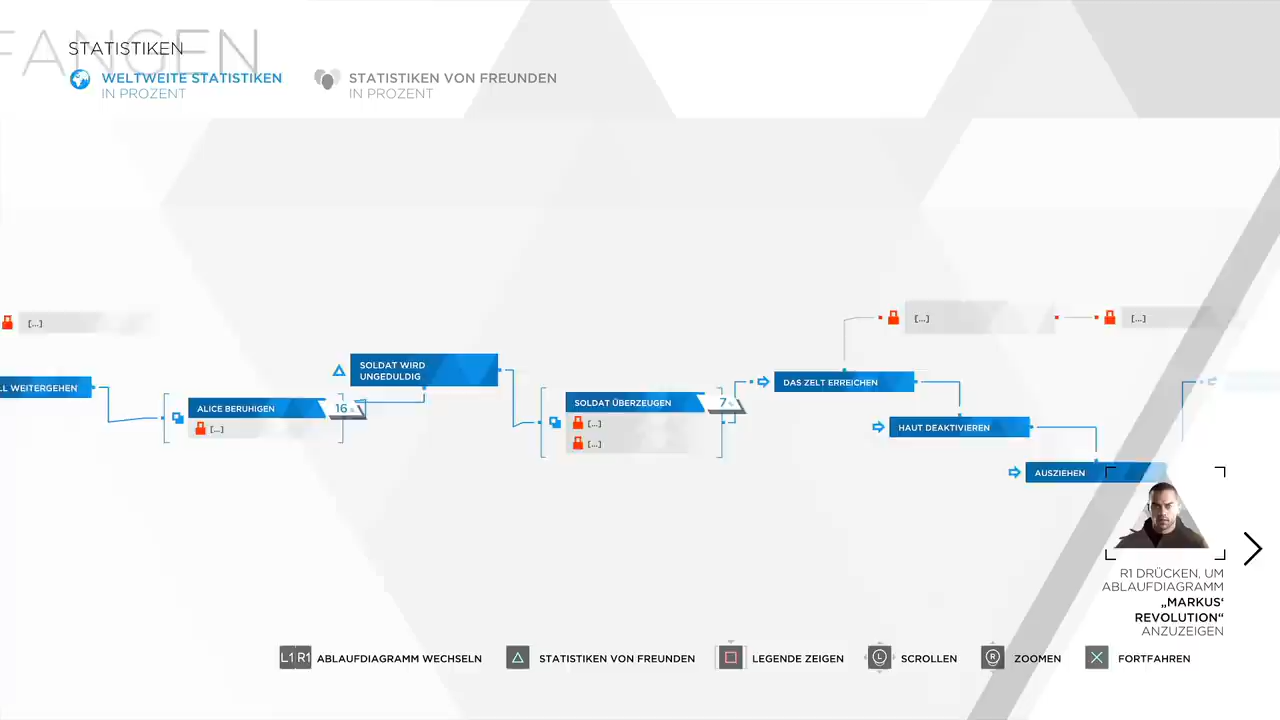 FANGEN
STATISTIKEN
WELTWEITE STATISTIKEN
IN PROZENT
STATISTIKEN VON FREUNDEN
IN PROZENT
[...]
[...]
[...]
LL WEITERGEHEN
ALICE BERUHIGEN
16%
[...]
SOLDAT WIRD
UNGEDULDIG
SOLDAT ÜBERZEUGEN
7%
[...]
[...]
DAS ZELT ERREICHEN
HAUT DEAKTIVIEREN
AUSZIEHEN
R1 DRÜCKEN, UM
ABLAUFDIAGRAMM
„MARKUS‘
REVOLUTION“
ANZUZEIGEN
L1 R1 ABLAUFDIAGRAMM WECHSELN
STATISTIKEN VON FREUNDEN
LEGENDE ZEIGEN
L SCROLLEN
R ZOOMEN
FORTFAHREN